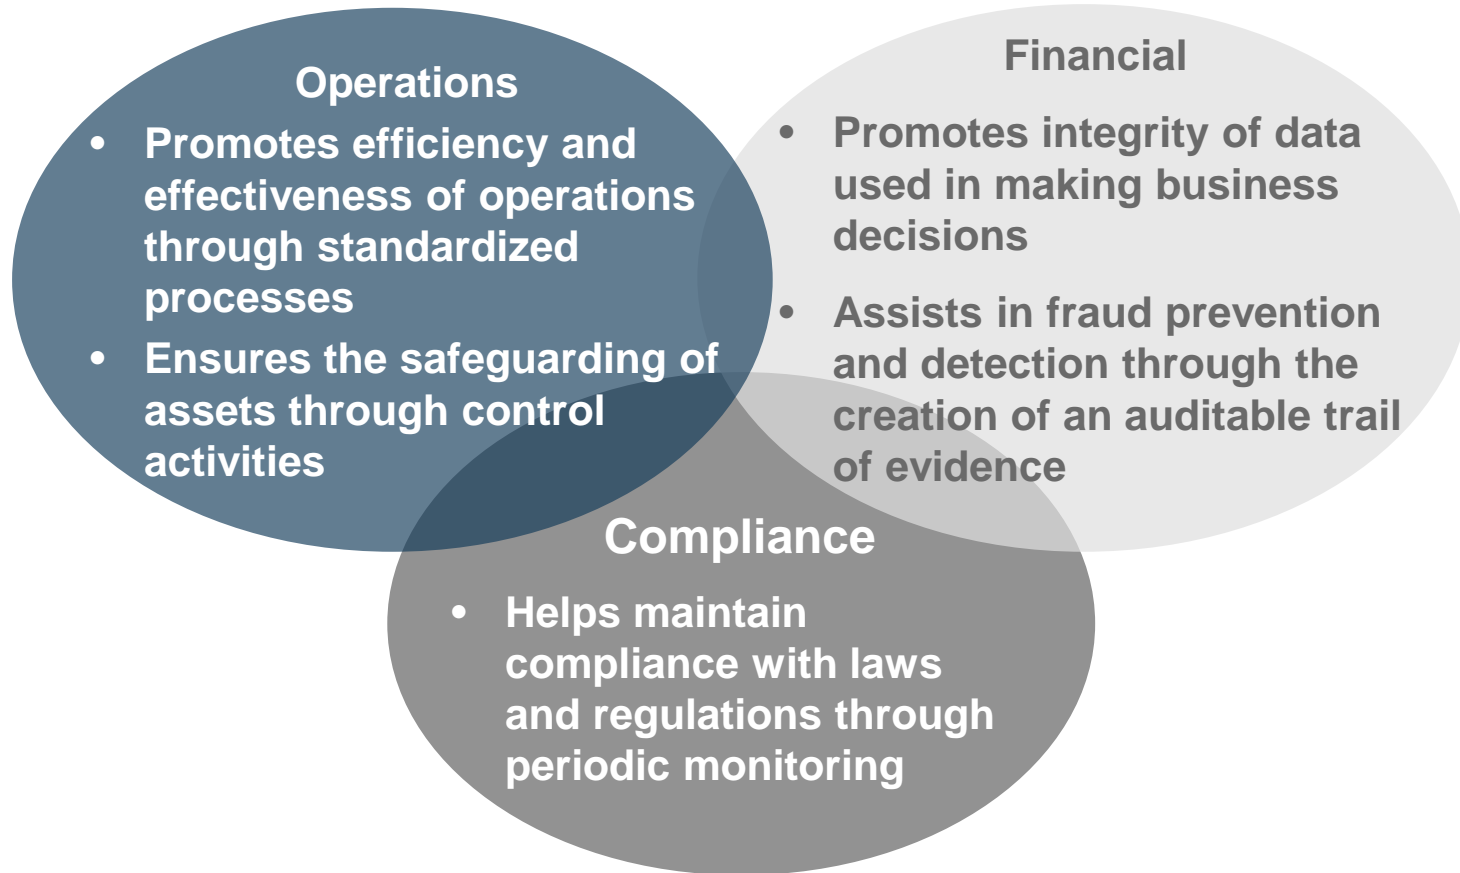 Operations
• Promotes efficiency and
effectiveness of operations
through standardized
processes
• Ensures the safeguarding of
assets through control
activities
Financial
• Promotes integrity of data
used in making business
decisions
• Assists in fraud prevention
and detection through the
creation of an auditable trail
of evidence
Compliance
• Helps maintain
compliance with laws
and regulations through
periodic monitoring